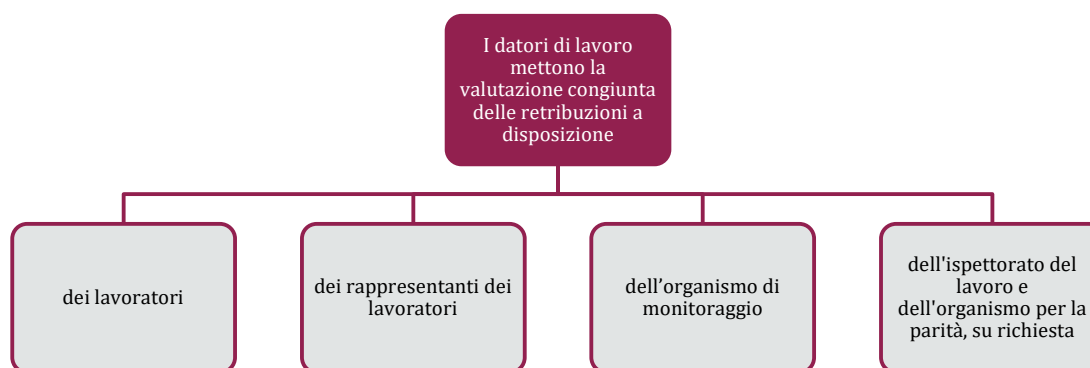 I datori di lavoro
mettono la
valutazione congiunta
delle retribuzioni a
disposizione
dei lavoratori
dei rappresentanti dei
lavoratori
dell’organismo di
monitoraggio
dell'ispettorato del
lavoro e
dell'organismo per la
parità, su richiesta